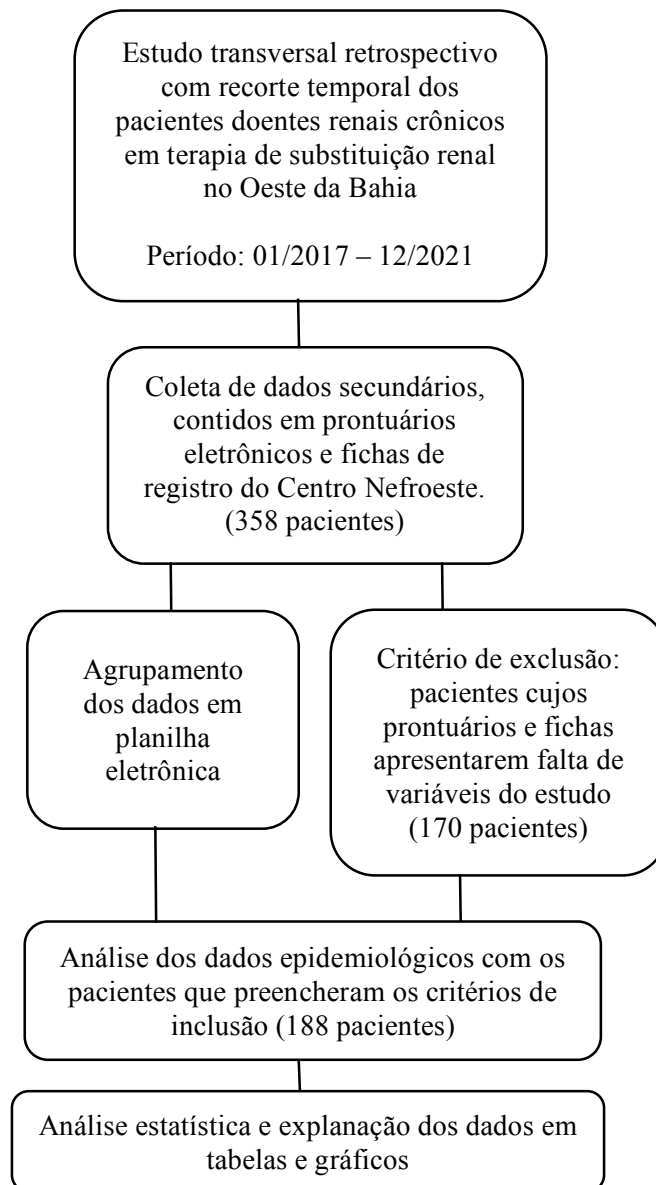 Estudo transversal retrospectivo
com recorte temporal dos
pacientes doentes renais crônicos
em terapia de substituição renal
no Oeste da Bahia
Período: 01/2017 – 12/2021
Coleta de dados secundários,
contidos em prontuários
eletrônicos e fichas de
registro do Centro Nefroeste.
(358 pacientes)
Agrupamento
dos dados em
planilha
eletrônica
Critério de exclusão:
pacientes cujos
prontuários e fichas
apresentarem falta de
variáveis do estudo
(170 pacientes)
Análise dos dados epidemiológicos com os
pacientes que preencheram os critérios de
inclusão (188 pacientes)
Análise estatística e explanação dos dados em
tabelas e gráficos